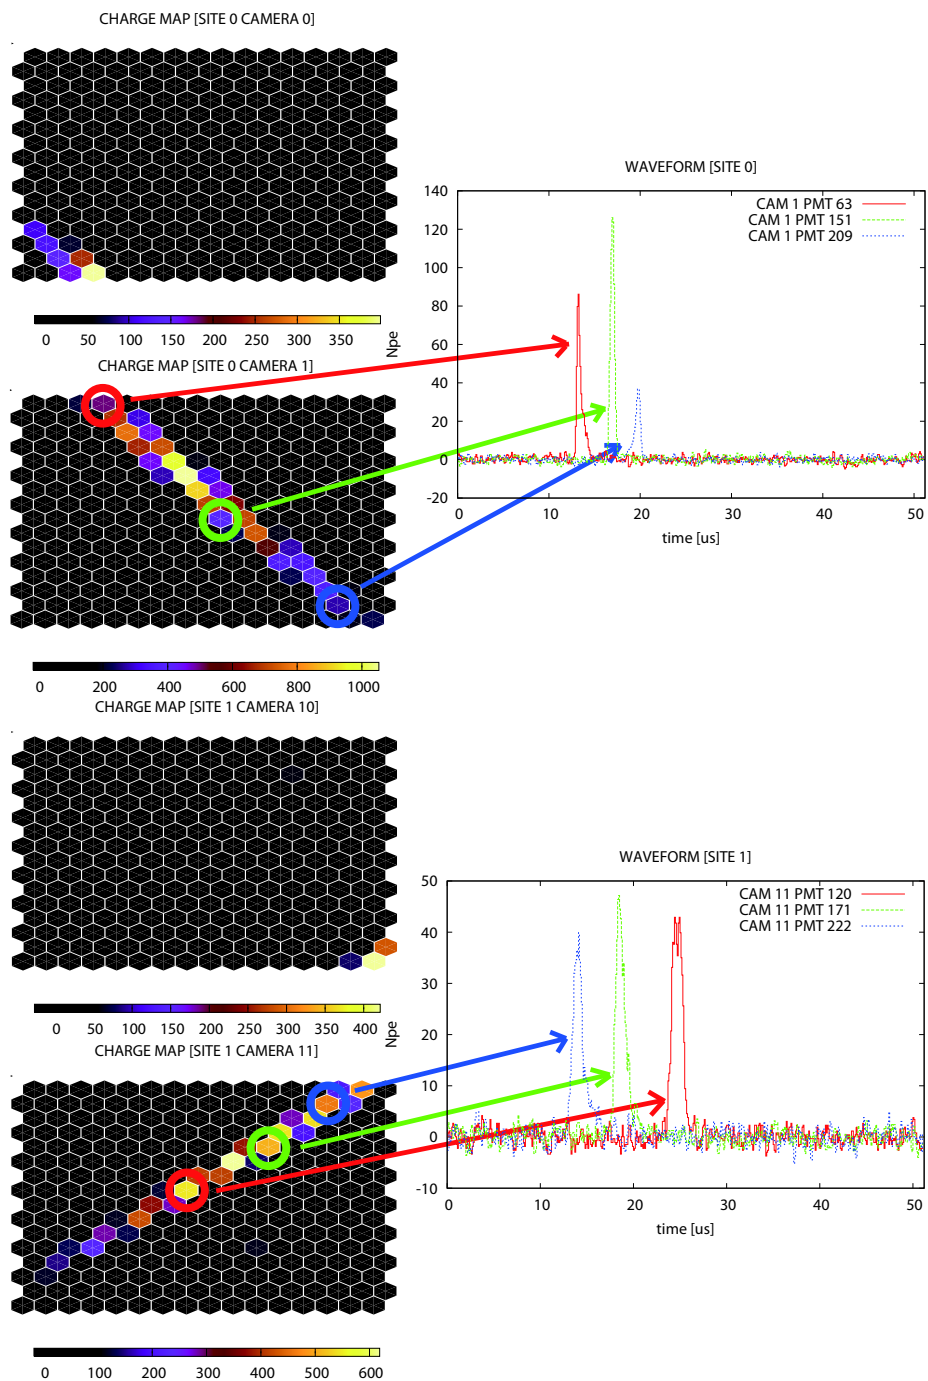 CHARGE MAP [SITE 0 CAMERA 0]
0 50 100 150 200 250 300 350
CHARGE MAP [SITE 0 CAMERA 1]
0 200 400 600 800 1000
WAVEFORM [SITE 0]
Npe
140
120
100
80
60
40
20
0
-20
CAM 1 PMT 63
CAM 1 PMT 151
CAM 1 PMT 209
0 10 20 30 40 50
time [us]
CHARGE MAP [SITE 1 CAMERA 10]
0 50 100 150 200 250 300 350 400
CHARGE MAP [SITE 1 CAMERA 11]
0 100 200 300 400 500 600
WAVEFORM [SITE 1]
Npe
50
40
30
20
10
0
-10
CAM 11 PMT 120
CAM 11 PMT 171
CAM 11 PMT 222
0 10 20 30 40 50
time [us]